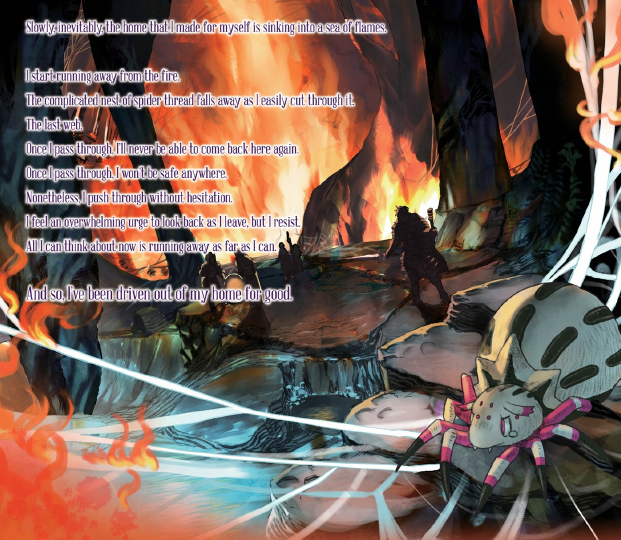 Slowly, inevitably, the home that I made for myself is sinking into a sea of flames.
I start running away from the fire.
The complicated nest of spider thread falls away as I easily cut through it.
The last web.
Once I pass through, I'll never be able to come back here again.
Once I pass through, I won't be safe anywhere.
Nonetheless, I push through without hesitation.
I feel an overwhelming urge to look back as I leave, but I resist.
All I can think about now is running away as far as I can.
And so, I've been driven out of my home for good.